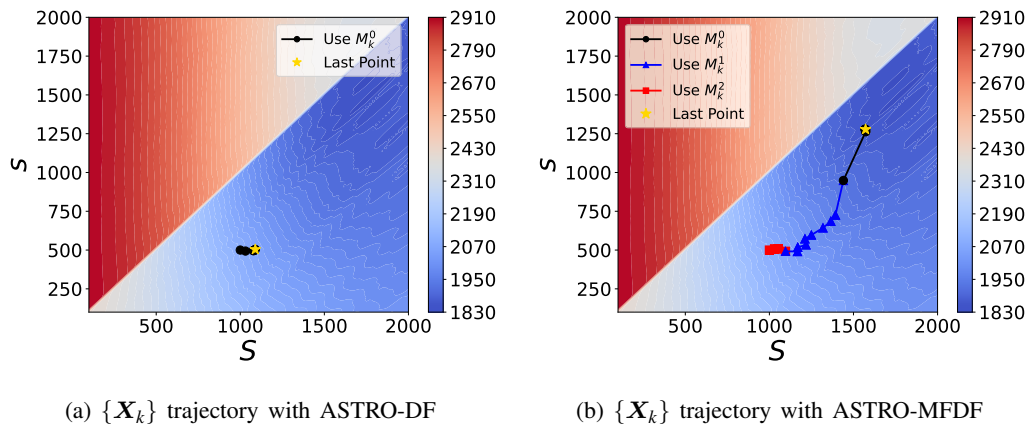 2000
1750
1500
1250
1000
750
500
250
s
500 1000 1500 2000
S
Use M_k^0
Last Point
2910
2790
2670
2550
2430
2310
2190
2070
1950
1830
(a) {X_k} trajectory with ASTRO-DF
2000
1750
1500
1250
1000
750
500
250
s
500 1000 1500 2000
S
Use M_k^0
Use M_k^1
Use M_k^2
Last Point
2910
2790
2670
2550
2430
2310
2190
2070
1950
1830
(b) {X_k} trajectory with ASTRO-MFDF